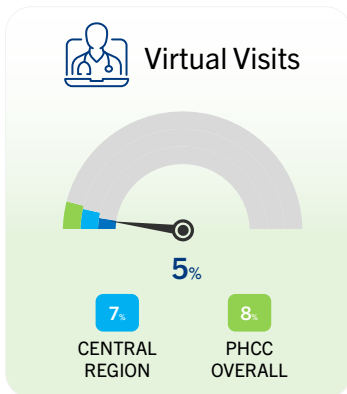 Virtual Visits
5%
7% 8%
CENTRAL PHCC
REGION OVERALL